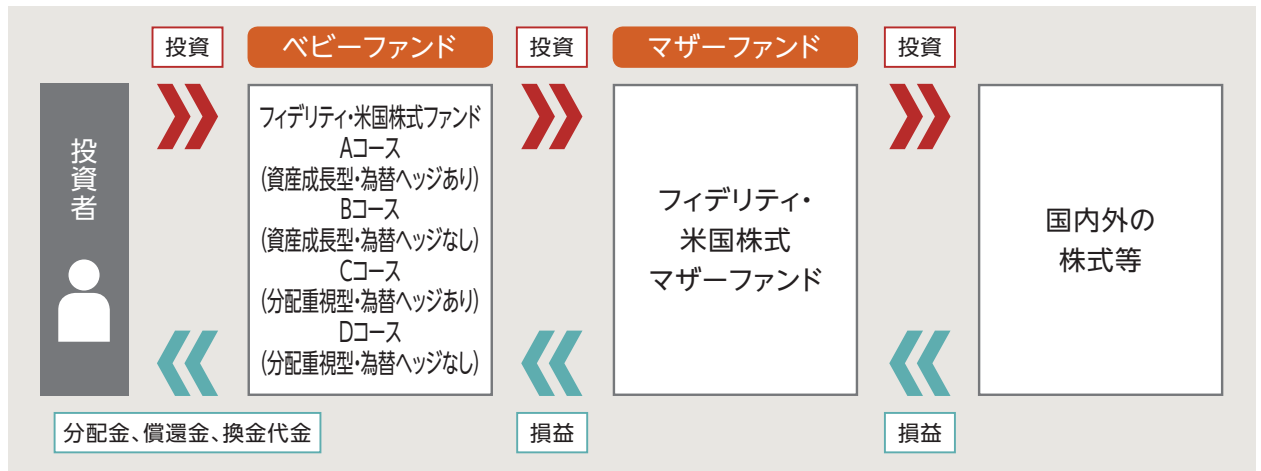 投資
ベビーファンド
投資
マザーファンド
投資
投資者
フィデリティ・米国株式ファンド
Aコース
(資産成長型・為替ヘッジあり)
Bコース
(資産成長型・為替ヘッジなし)
Cコース
(分配重視型・為替ヘッジあり)
Dコース
(分配重視型・為替ヘッジなし)
フィデリティ・
米国株式
マザーファンド
国内外の
株式等
分配金、償還金、換金代金
損益
損益